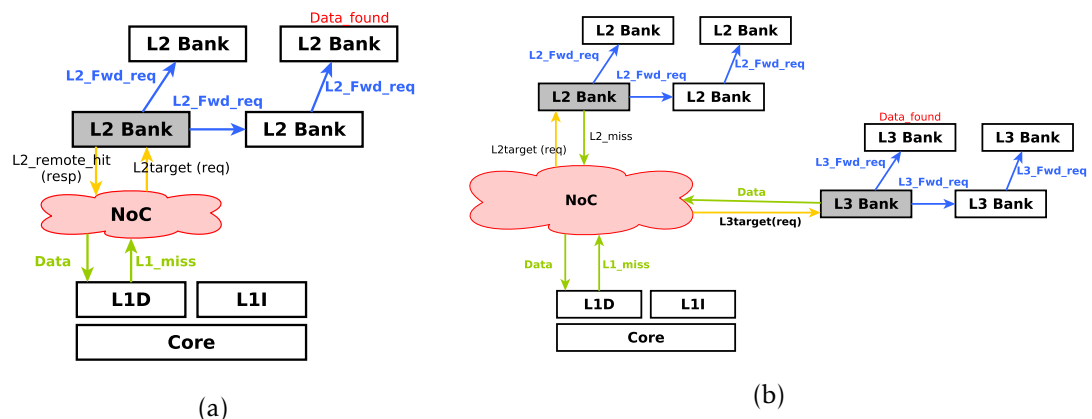 Data_found
L2 Bank
L2 Bank
L2_Fwd_req
L2_Fwd_req
L2_Fwd_req
L2 Bank
L2 Bank
L2_remote_hit
(resp)
L2target (req)
NoC
Data
L1_miss
L1D
L1I
Core
(a)
L2 Bank
L2 Bank
L2_Fwd_req
L2_Fwd_req
L2_Fwd_req
L2 Bank
L2 Bank
L2target (req)
L2_miss
NoC
Data
L3target(req)
Data_found
L3 Bank
L3 Bank
L3_Fwd_req
L3_Fwd_req
L3_Fwd_req
L3 Bank
L3 Bank
Data
L1_miss
L1D
L1I
Core
(b)